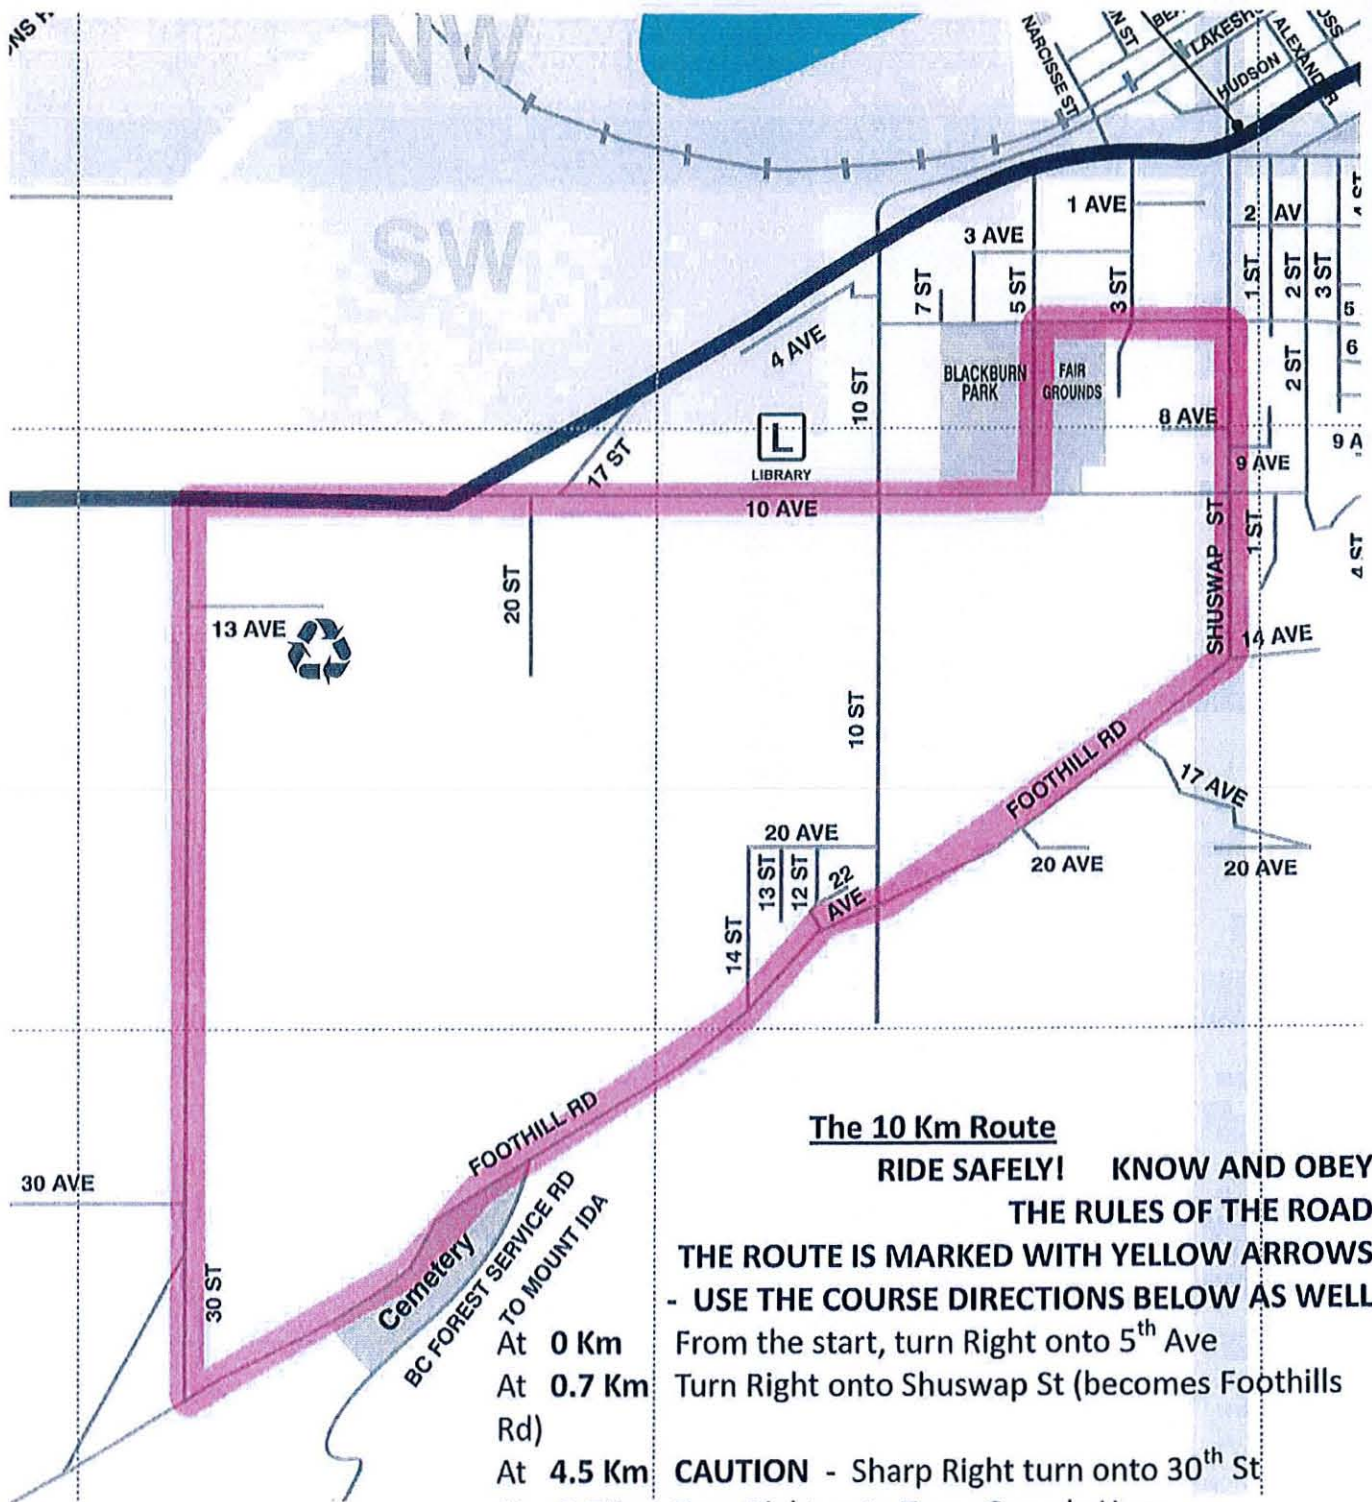 NW
SW
NARCISSE ST
N ST
LAKESH
HUDSON
ALEXANDER
OSS
1 AVE
2 AV
3 AVE
4 AVE
7 ST
5 ST
3 ST
1 ST
2 ST
3 ST
5
6
2 ST
8 AVE
9 AVE
9 A
BLACKBURN
PARK
FAIR
GROUNDS
10 ST
17 ST
L
LIBRARY
10 AVE
SHUSWAP ST
1 ST
4 ST
14 AVE
20 ST
13 AVE
10 ST
FOOTHILL RD
17 AVE
20 AVE
20 AVE
20 AVE
13 ST
12 ST
22
AVE
14 ST
FOOTHILL RD
30 AVE
30 ST
Cemetery
BC FOREST SERVICE RD
TO MOUNT IDA
The 10 Km Route
RIDE SAFELY! KNOW AND OBEY
THE RULES OF THE ROAD
THE ROUTE IS MARKED WITH YELLOW ARROWS
- USE THE COURSE DIRECTIONS BELOW AS WELL
At 0 Km From the start, turn Right onto 5th Ave
At 0.7 Km Turn Right onto Shuswap St (becomes Foothills
Rd)
At 4.5 Km CAUTION - Sharp Right turn onto 30th St